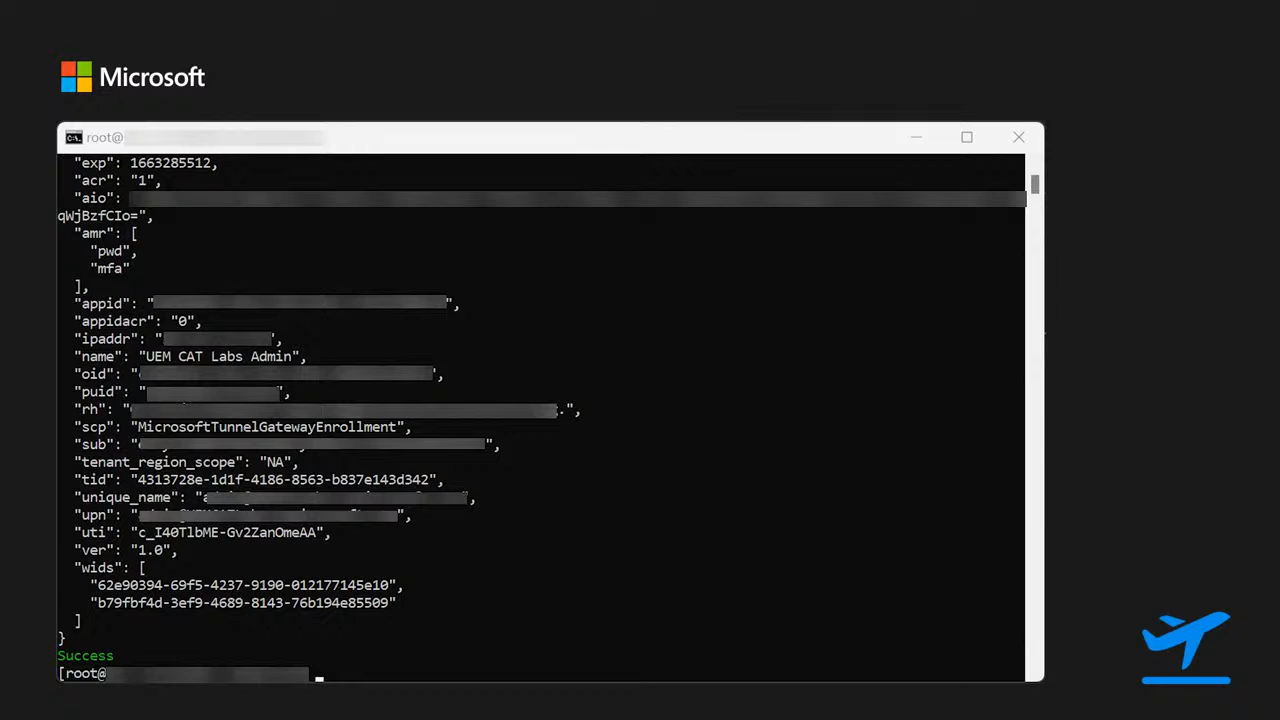 Microsoft
root@
"exp": 1663285512,
"acr": "1",
"aio":
qWjBzfCIo=",
"amr": [
"pwd",
"mfa"
],
"appid": "
",
"appidacr": "0",
"ipaddr": "
",
"name": "UEM CAT Labs Admin",
"oid": "
",
"puid": "
",
"rh": "
.",
"scp": "MicrosoftTunnelGatewayEnrollment",
"sub":
",
"tenant_region_scope": "NA",
"tid": "4313728e-1d1f-4186-8563-b837e143d342",
"unique_name": "
",
"upn":
",
"uti": "c_I40TlbME-Gv2ZanOmeAA",
"ver": "1.0",
"wids": [
"62e90394-69f5-4237-9190-012177145e10",
"b79fbf4d-3ef9-4689-8143-76b194e85509"
]
}
Success
[root@